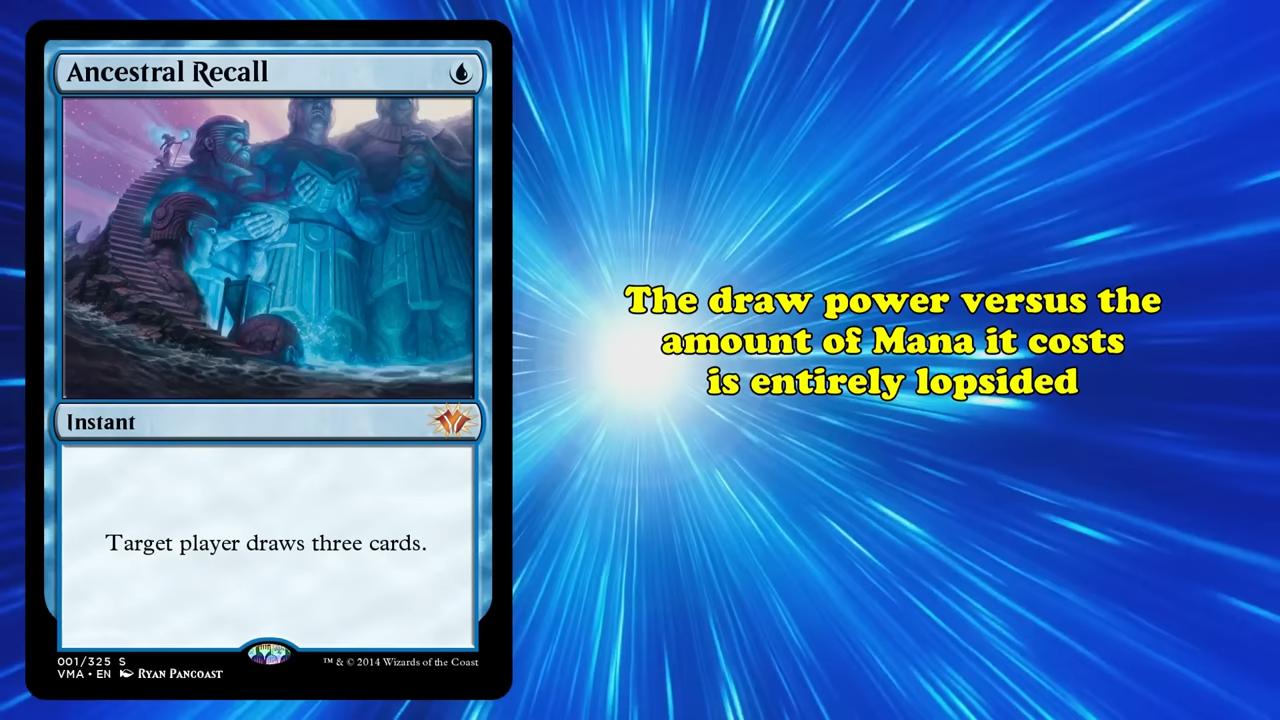 Ancestral Recall
Instant
Target player draws three cards.
001/325 S
VMA • EN Ryan Pancoast
™ & © 2014 Wizards of the Coast
The draw power versus the
amount of Mana it costs
is entirely lopsided